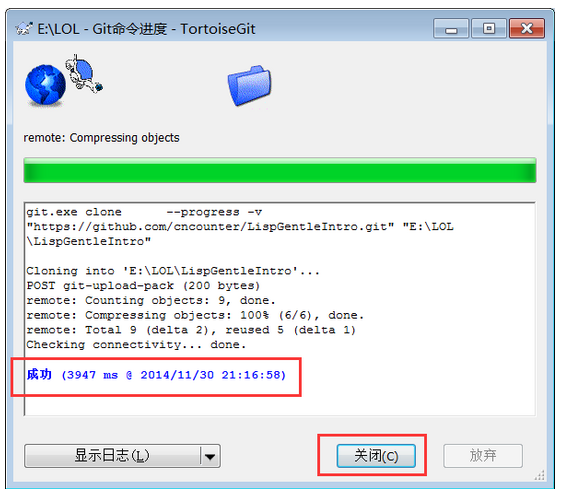 E:\LOL - Git命令进度 - TortoiseGit
remote: Compressing objects
git.exe clone      --progress -v
"https://github.com/cncounter/LispGentleIntro.git" "E:\LOL
\LispGentleIntro"
Cloning into 'E:\LOL\LispGentleIntro'...
POST git-upload-pack (200 bytes)
remote: Counting objects: 9, done.
remote: Compressing objects: 100% (6/6), done.
remote: Total 9 (delta 2), reused 5 (delta 1)
Checking connectivity... done.
成功 (3947 ms @ 2014/11/30 21:16:58)
显示日志(L)
关闭(C)
放弃